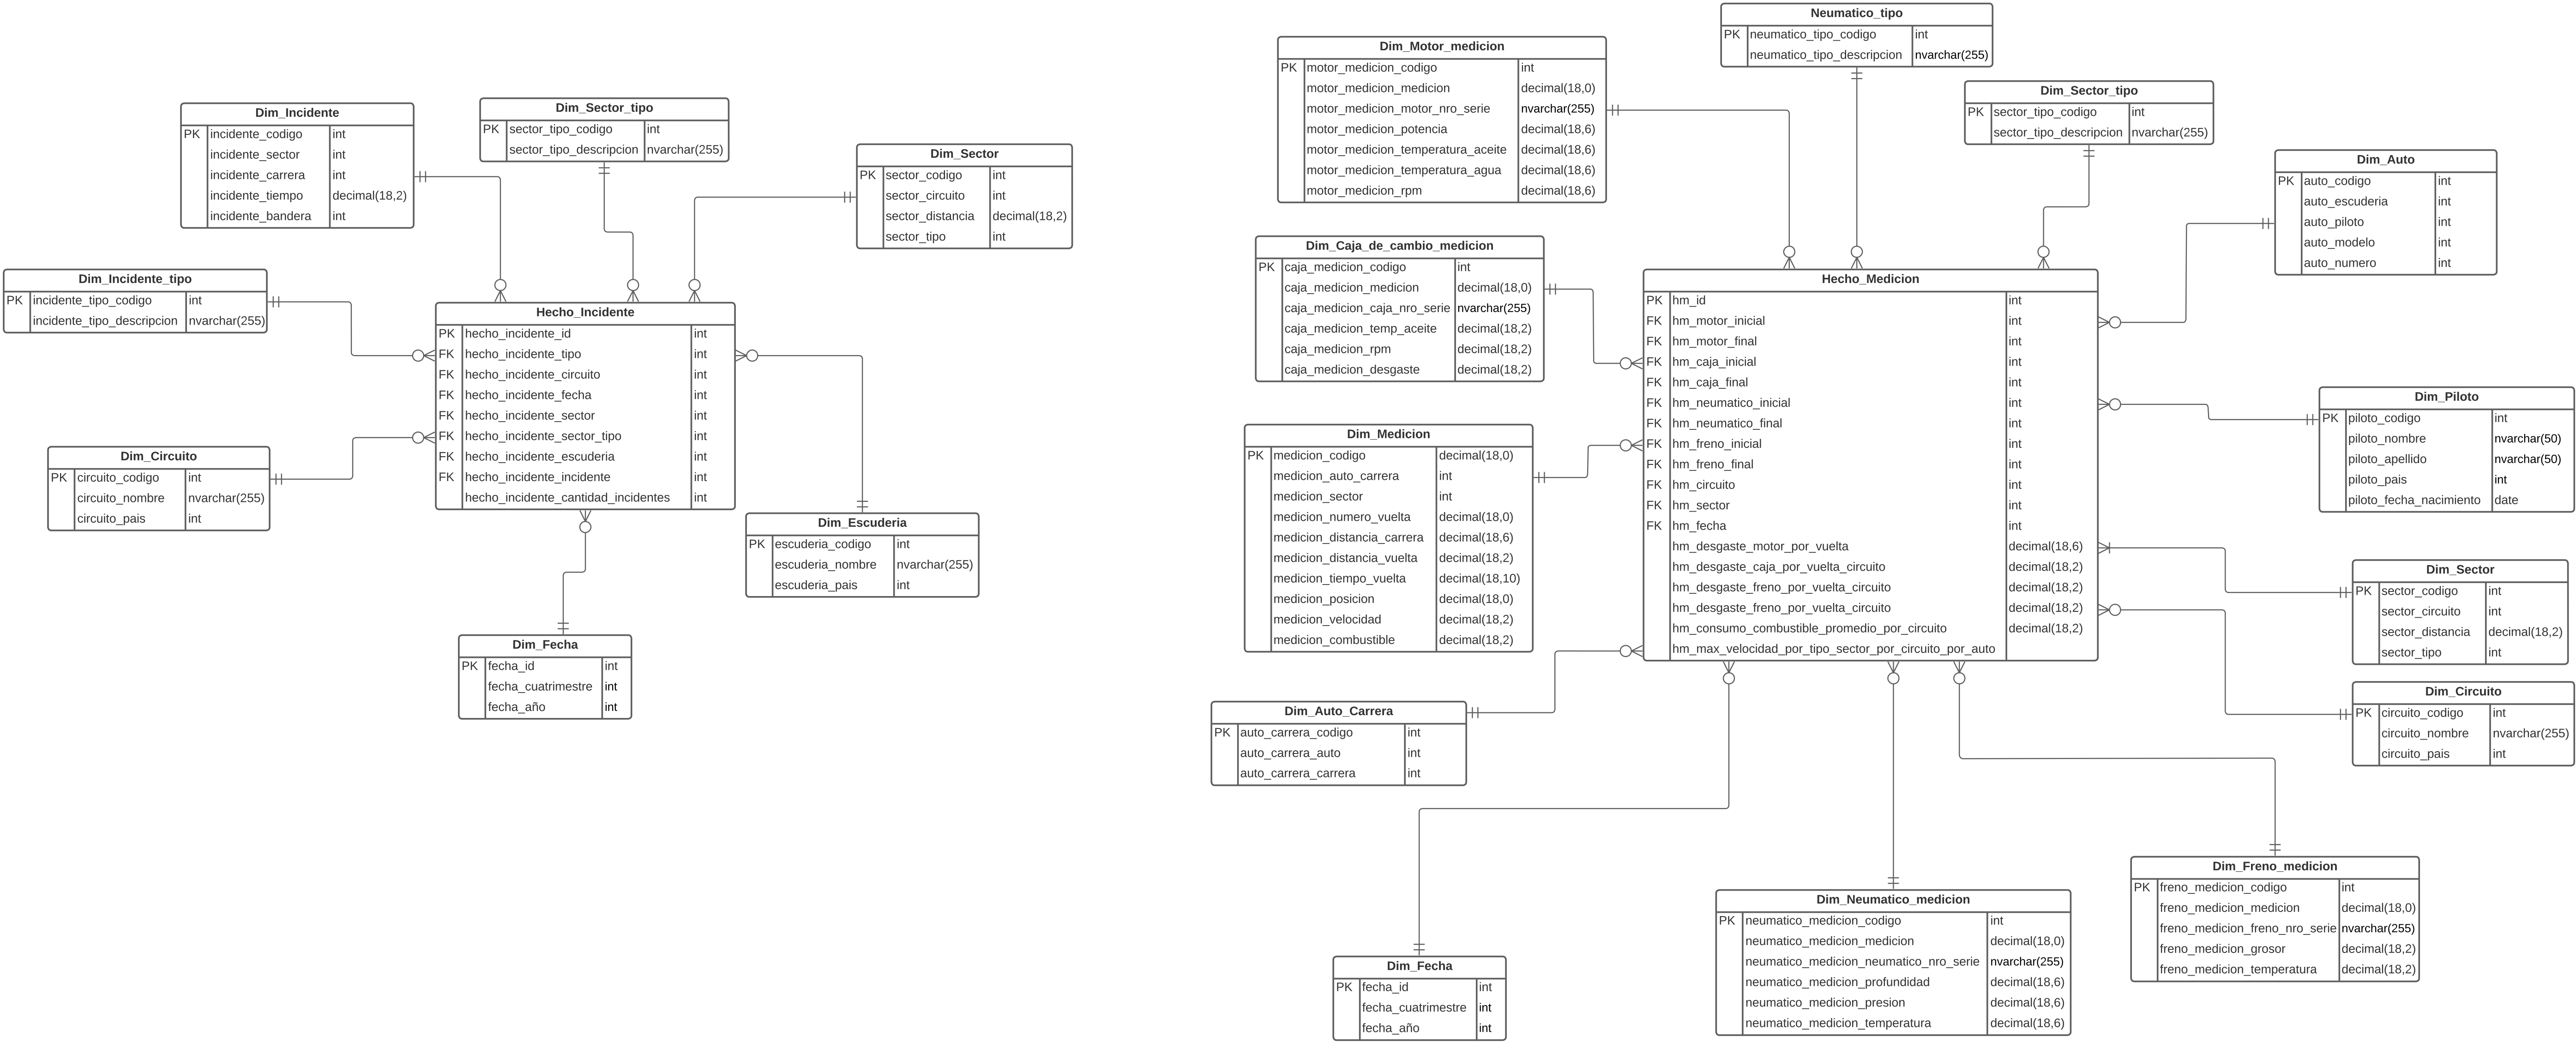 Dim_Incidente
PK incidente_codigo int
incidente_sector int
incidente_carrera int
incidente_tiempo decimal(18,2)
incidente_bandera int
Dim_Sector_tipo
PK sector_tipo_codigo int
sector_tipo_descripcion nvarchar(255)
Dim_Sector
PK sector_codigo int
sector_circuito int
sector_distancia decimal(18,2)
sector_tipo int
Dim_Incidente_tipo
PK incidente_tipo_codigo int
incidente_tipo_descripcion nvarchar(255)
Hecho_Incidente
PK hecho_incidente_id int
FK hecho_incidente_tipo int
FK hecho_incidente_circuito int
FK hecho_incidente_fecha int
FK hecho_incidente_sector int
FK hecho_incidente_sector_tipo int
FK hecho_incidente_escuderia int
FK hecho_incidente_incidente int
hecho_incidente_cantidad_incidentes int
Dim_Circuito
PK circuito_codigo int
circuito_nombre nvarchar(255)
circuito_pais int
Dim_Escuderia
PK escuderia_codigo int
escuderia_nombre nvarchar(255)
escuderia_pais int
Dim_Fecha
PK fecha_id int
fecha_cuatrimestre int
fecha_año int
Neumatico_tipo
PK neumatico_tipo_codigo int
neumatico_tipo_descripcion nvarchar(255)
Dim_Motor_medicion
PK motor_medicion_codigo int
motor_medicion_medicion decimal(18,0)
motor_medicion_motor_nro_serie nvarchar(255)
motor_medicion_potencia decimal(18,6)
motor_medicion_temperatura_aceite decimal(18,6)
motor_medicion_temperatura_agua decimal(18,6)
motor_medicion_rpm decimal(18,6)
Dim_Sector_tipo
PK sector_tipo_codigo int
sector_tipo_descripcion nvarchar(255)
Dim_Auto
PK auto_codigo int
auto_escuderia int
auto_piloto int
auto_modelo int
auto_numero int
Dim_Caja_de_cambio_medicion
PK caja_medicion_codigo int
caja_medicion_medicion decimal(18,0)
caja_medicion_caja_nro_serie nvarchar(255)
caja_medicion_temp_aceite decimal(18,2)
caja_medicion_rpm decimal(18,2)
caja_medicion_desgaste decimal(18,2)
Hecho_Medicion
PK hm_id int
FK hm_motor_inicial int
FK hm_motor_final int
FK hm_caja_inicial int
FK hm_caja_final int
FK hm_neumatico_inicial int
FK hm_neumatico_final int
FK hm_freno_inicial int
FK hm_freno_final int
FK hm_circuito int
FK hm_sector int
FK hm_fecha int
hm_desgaste_motor_por_vuelta decimal(18,6)
hm_desgaste_caja_por_vuelta_circuito decimal(18,2)
hm_desgaste_freno_por_vuelta_circuito decimal(18,2)
hm_desgaste_freno_por_vuelta_circuito decimal(18,2)
hm_consumo_combustible_promedio_por_circuito decimal(18,2)
hm_max_velocidad_por_tipo_sector_por_circuito_por_auto
Dim_Piloto
PK piloto_codigo int
piloto_nombre nvarchar(50)
piloto_apellido nvarchar(50)
piloto_pais int
piloto_fecha_nacimiento date
Dim_Medicion
PK medicion_codigo decimal(18,0)
medicion_auto_carrera int
medicion_sector int
medicion_numero_vuelta decimal(18,0)
medicion_distancia_carrera decimal(18,6)
medicion_distancia_vuelta decimal(18,2)
medicion_tiempo_vuelta decimal(18,10)
medicion_posicion decimal(18,0)
medicion_velocidad decimal(18,2)
medicion_combustible decimal(18,2)
Dim_Sector
PK sector_codigo int
sector_circuito int
sector_distancia decimal(18,2)
sector_tipo int
Dim_Circuito
PK circuito_codigo int
circuito_nombre nvarchar(255)
circuito_pais int
Dim_Auto_Carrera
PK auto_carrera_codigo int
auto_carrera_auto int
auto_carrera_carrera int
Dim_Freno_medicion
PK freno_medicion_codigo int
freno_medicion_medicion decimal(18,0)
freno_medicion_freno_nro_serie nvarchar(255)
freno_medicion_grosor decimal(18,2)
freno_medicion_temperatura decimal(18,2)
Dim_Neumatico_medicion
PK neumatico_medicion_codigo int
neumatico_medicion_medicion decimal(18,0)
neumatico_medicion_neumatico_nro_serie nvarchar(255)
neumatico_medicion_profundidad decimal(18,6)
neumatico_medicion_presion decimal(18,6)
neumatico_medicion_temperatura decimal(18,6)
Dim_Fecha
PK fecha_id int
fecha_cuatrimestre int
fecha_año int